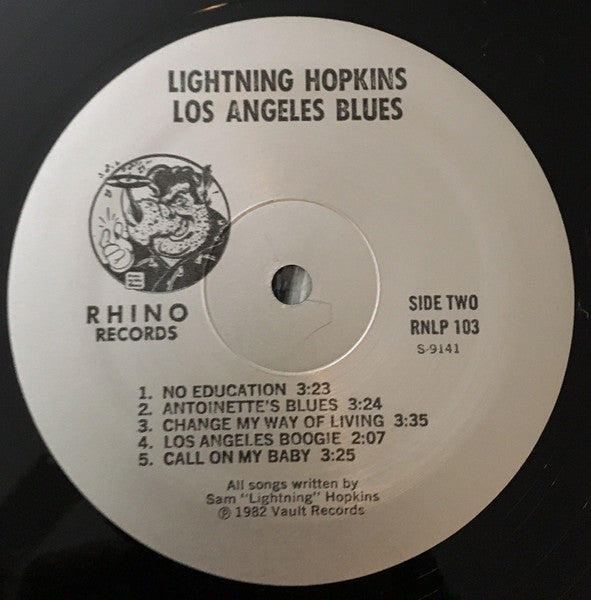 LIGHTNING HOPKINS
LOS ANGELES BLUES
RHINO
RECORDS
SIDE TWO
RNLP 103
S-9141
1. NO EDUCATION 3:23
2. ANTOINETTE'S BLUES 3:24
3. CHANGE MY WAY OF LIVING 3:35
4. LOS ANGELES BOOGIE 2:07
5. CALL ON MY BABY 3:25
All songs written by
Sam "Lightning" Hopkins
℗ 1982 Vault Records